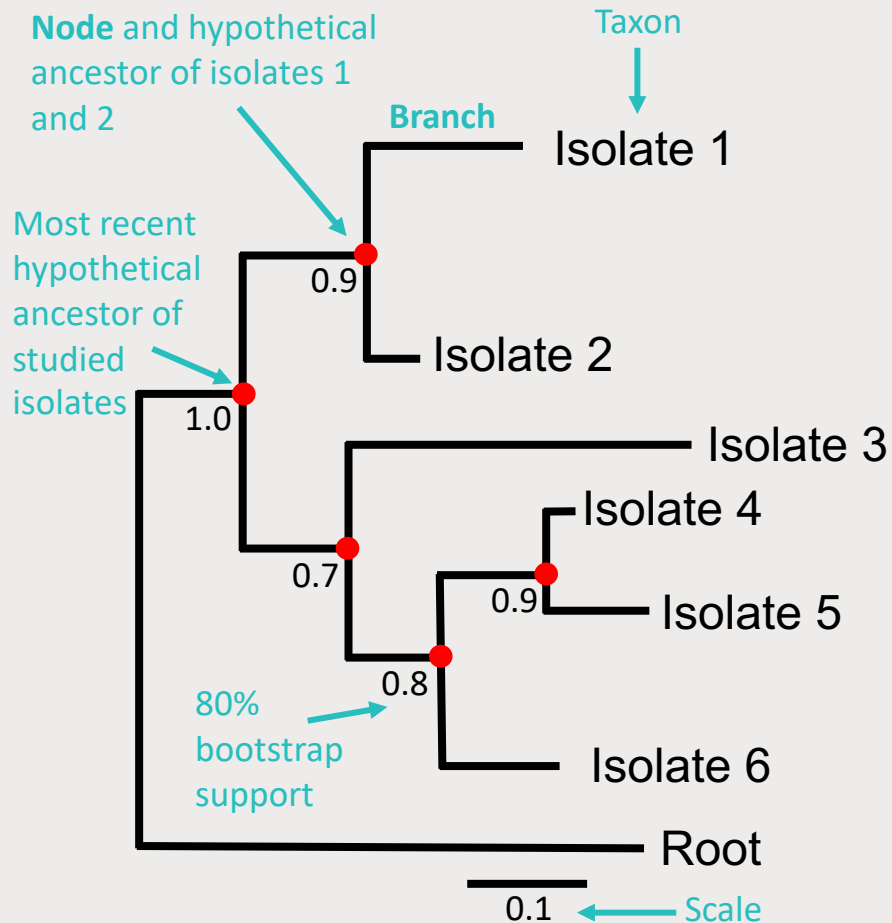 Node and hypothetical
ancestor of isolates 1
and 2
Taxon
Branch
Isolate 1
Most recent
hypothetical
ancestor of
studied
isolates
0.9
Isolate 2
1.0
Isolate 3
Isolate 4
0.7
0.9
Isolate 5
0.8
80%
bootstrap
support
Isolate 6
Root
0.1
Scale